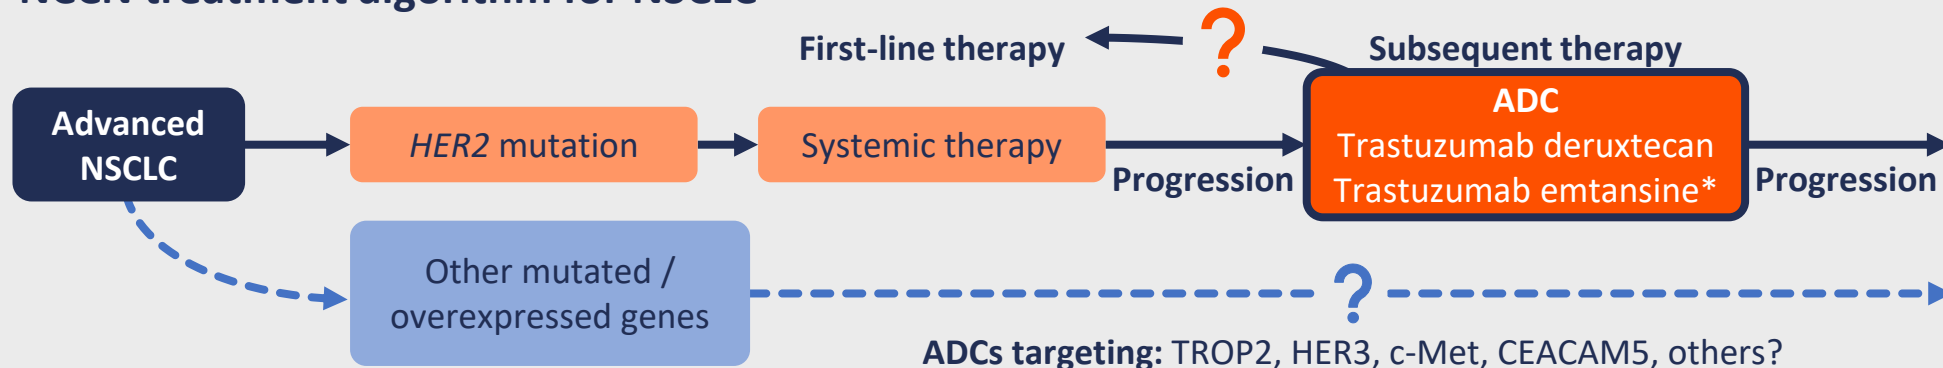 First-line therapy
?
Subsequent therapy
Advanced
NSCLC
HER2 mutation
Systemic therapy
Progression
ADC
Trastuzumab deruxtecan
Trastuzumab emtansine*
Progression
Other mutated /
overexpressed genes
?
ADCs targeting: TROP2, HER3, c-Met, CEACAM5, others?